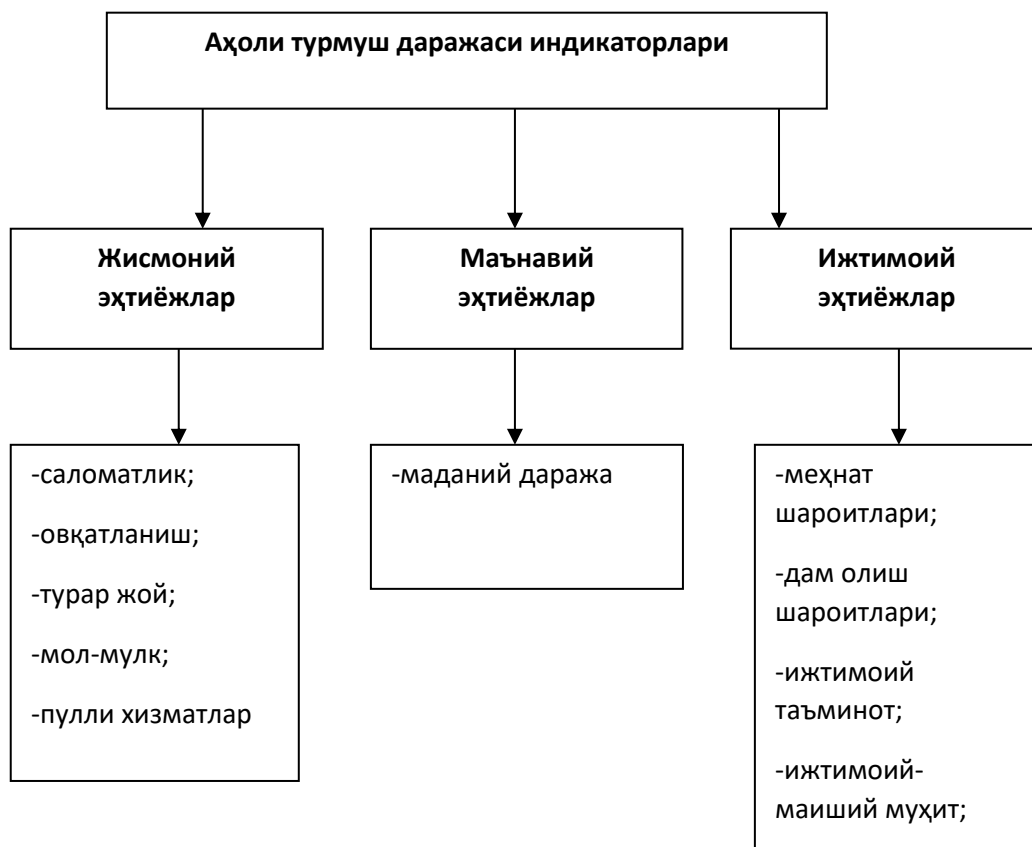 Аҳоли турмуш даражаси индикаторлари
Жисмоний
эҳтиёжлар
Маънавий
эҳтиёжлар
Ижтимоий
эҳтиёжлар
-саломатлик;
-овқатланиш;
-турар жой;
-мол-мулк;
-пулли хизматлар
-маданий даража
-меҳнат
шароитлари;
-дам олиш
шароитлари;
-ижтимоий
таъминот;
-ижтимоий-
маиший муҳит;